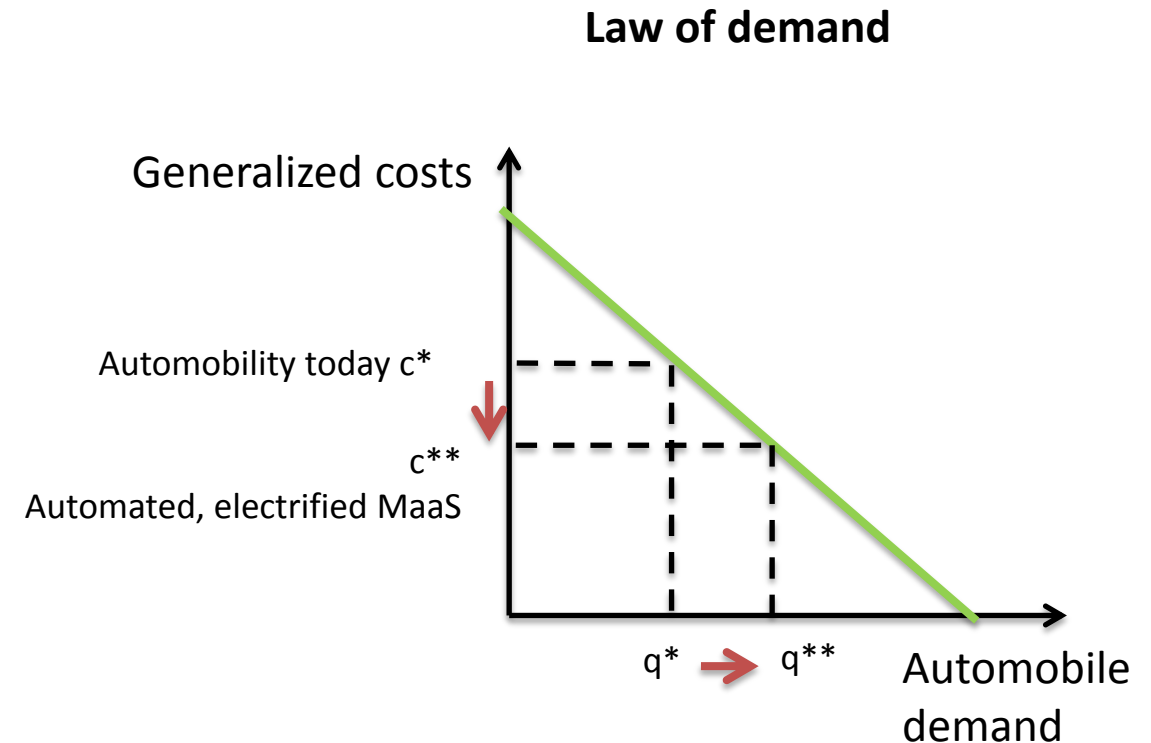 Law of demand
Generalized costs
Automobility today c*
c**
Automated, electrified MaaS
q*
q**
Automobile
demand